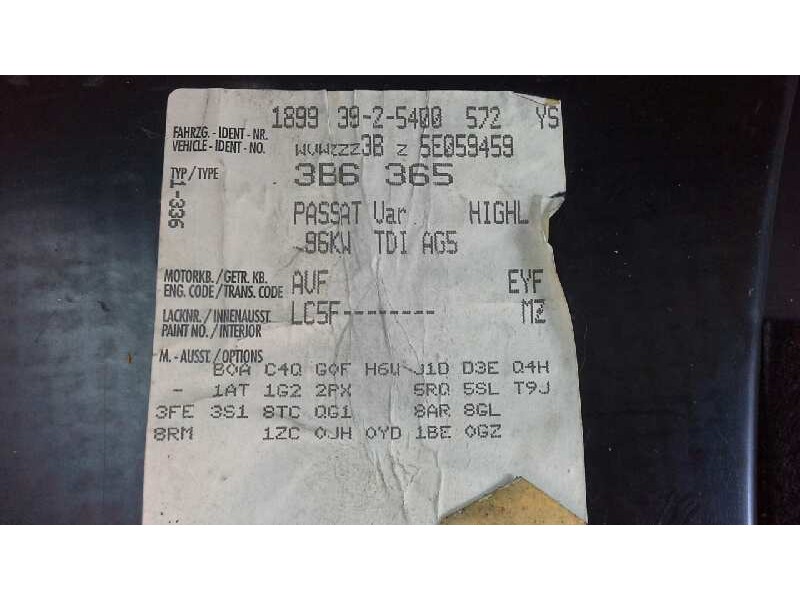 1899 39-2-5400 572 YS
FAHRZG. - IDENT - NR.
VEHICLE - IDENT - NO. WVWZZZ3B Z 5E059459
TYP / TYPE 3B6 365
1-336
PASSAT Var HIGHL
96KW TDI AG5
MOTORKB. / GETR. KB.
ENG. CODE / TRANS. CODE AVF EYF
LACKNR. / INNENAUSST.
PAINT NO. / INTERIOR LC5F-------- MZ
M. - AUSST. / OPTIONS
B0A C4Q G0F H6W J1D D3E Q4H
- 1AT 1G2 2PX 5RQ 5SL T9J
3FE 3S1 8TC QG1 8AR 8GL
8RM 1ZC 0JH 0YD 1BE 0GZ